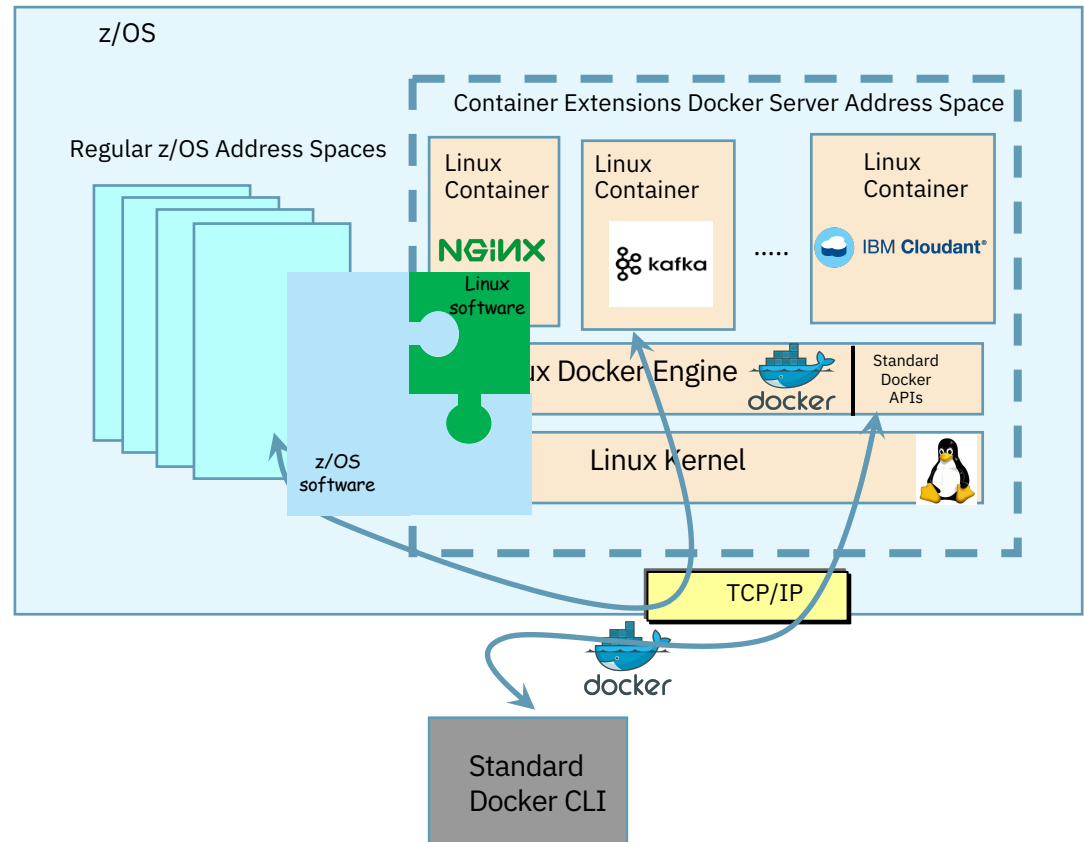 z/OS
Container Extensions Docker Server Address Space
Regular z/OS Address Spaces
Linux
Container
NGINX
Linux
Container
kafka
.....
Linux
Container
IBM Cloudant®
Linux
software
ux Docker Engine
docker
Standard
Docker
APIs
z/OS
software
Linux Kernel
TCP/IP
docker
Standard
Docker CLI